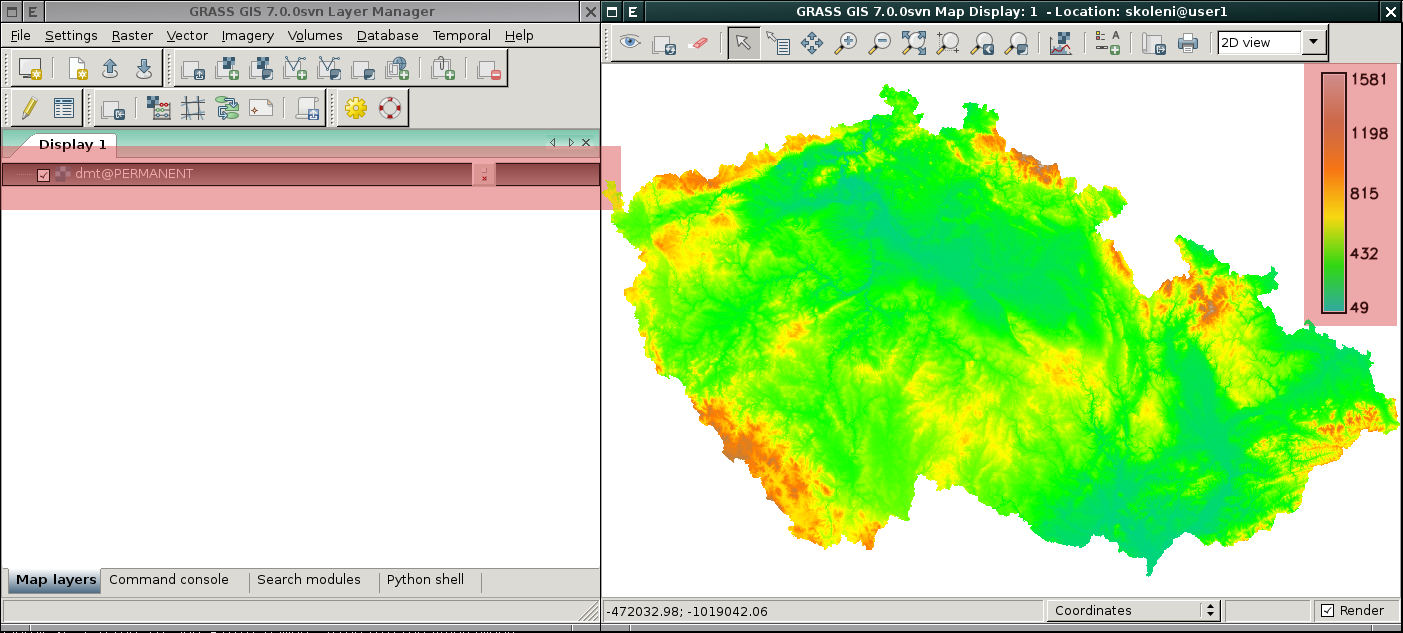 GRASS GIS 7.0.0svn Layer Manager
File Settings Raster Vector Imagery Volumes Database Temporal Help
Display 1
dmt@PERMANENT
Map layers Command console Search modules Python shell
GRASS GIS 7.0.0svn Map Display: 1 - Location: skoleni@user1
2D view
1581
1198
815
432
49
-472032.98; -1019042.06
Coordinates
Render